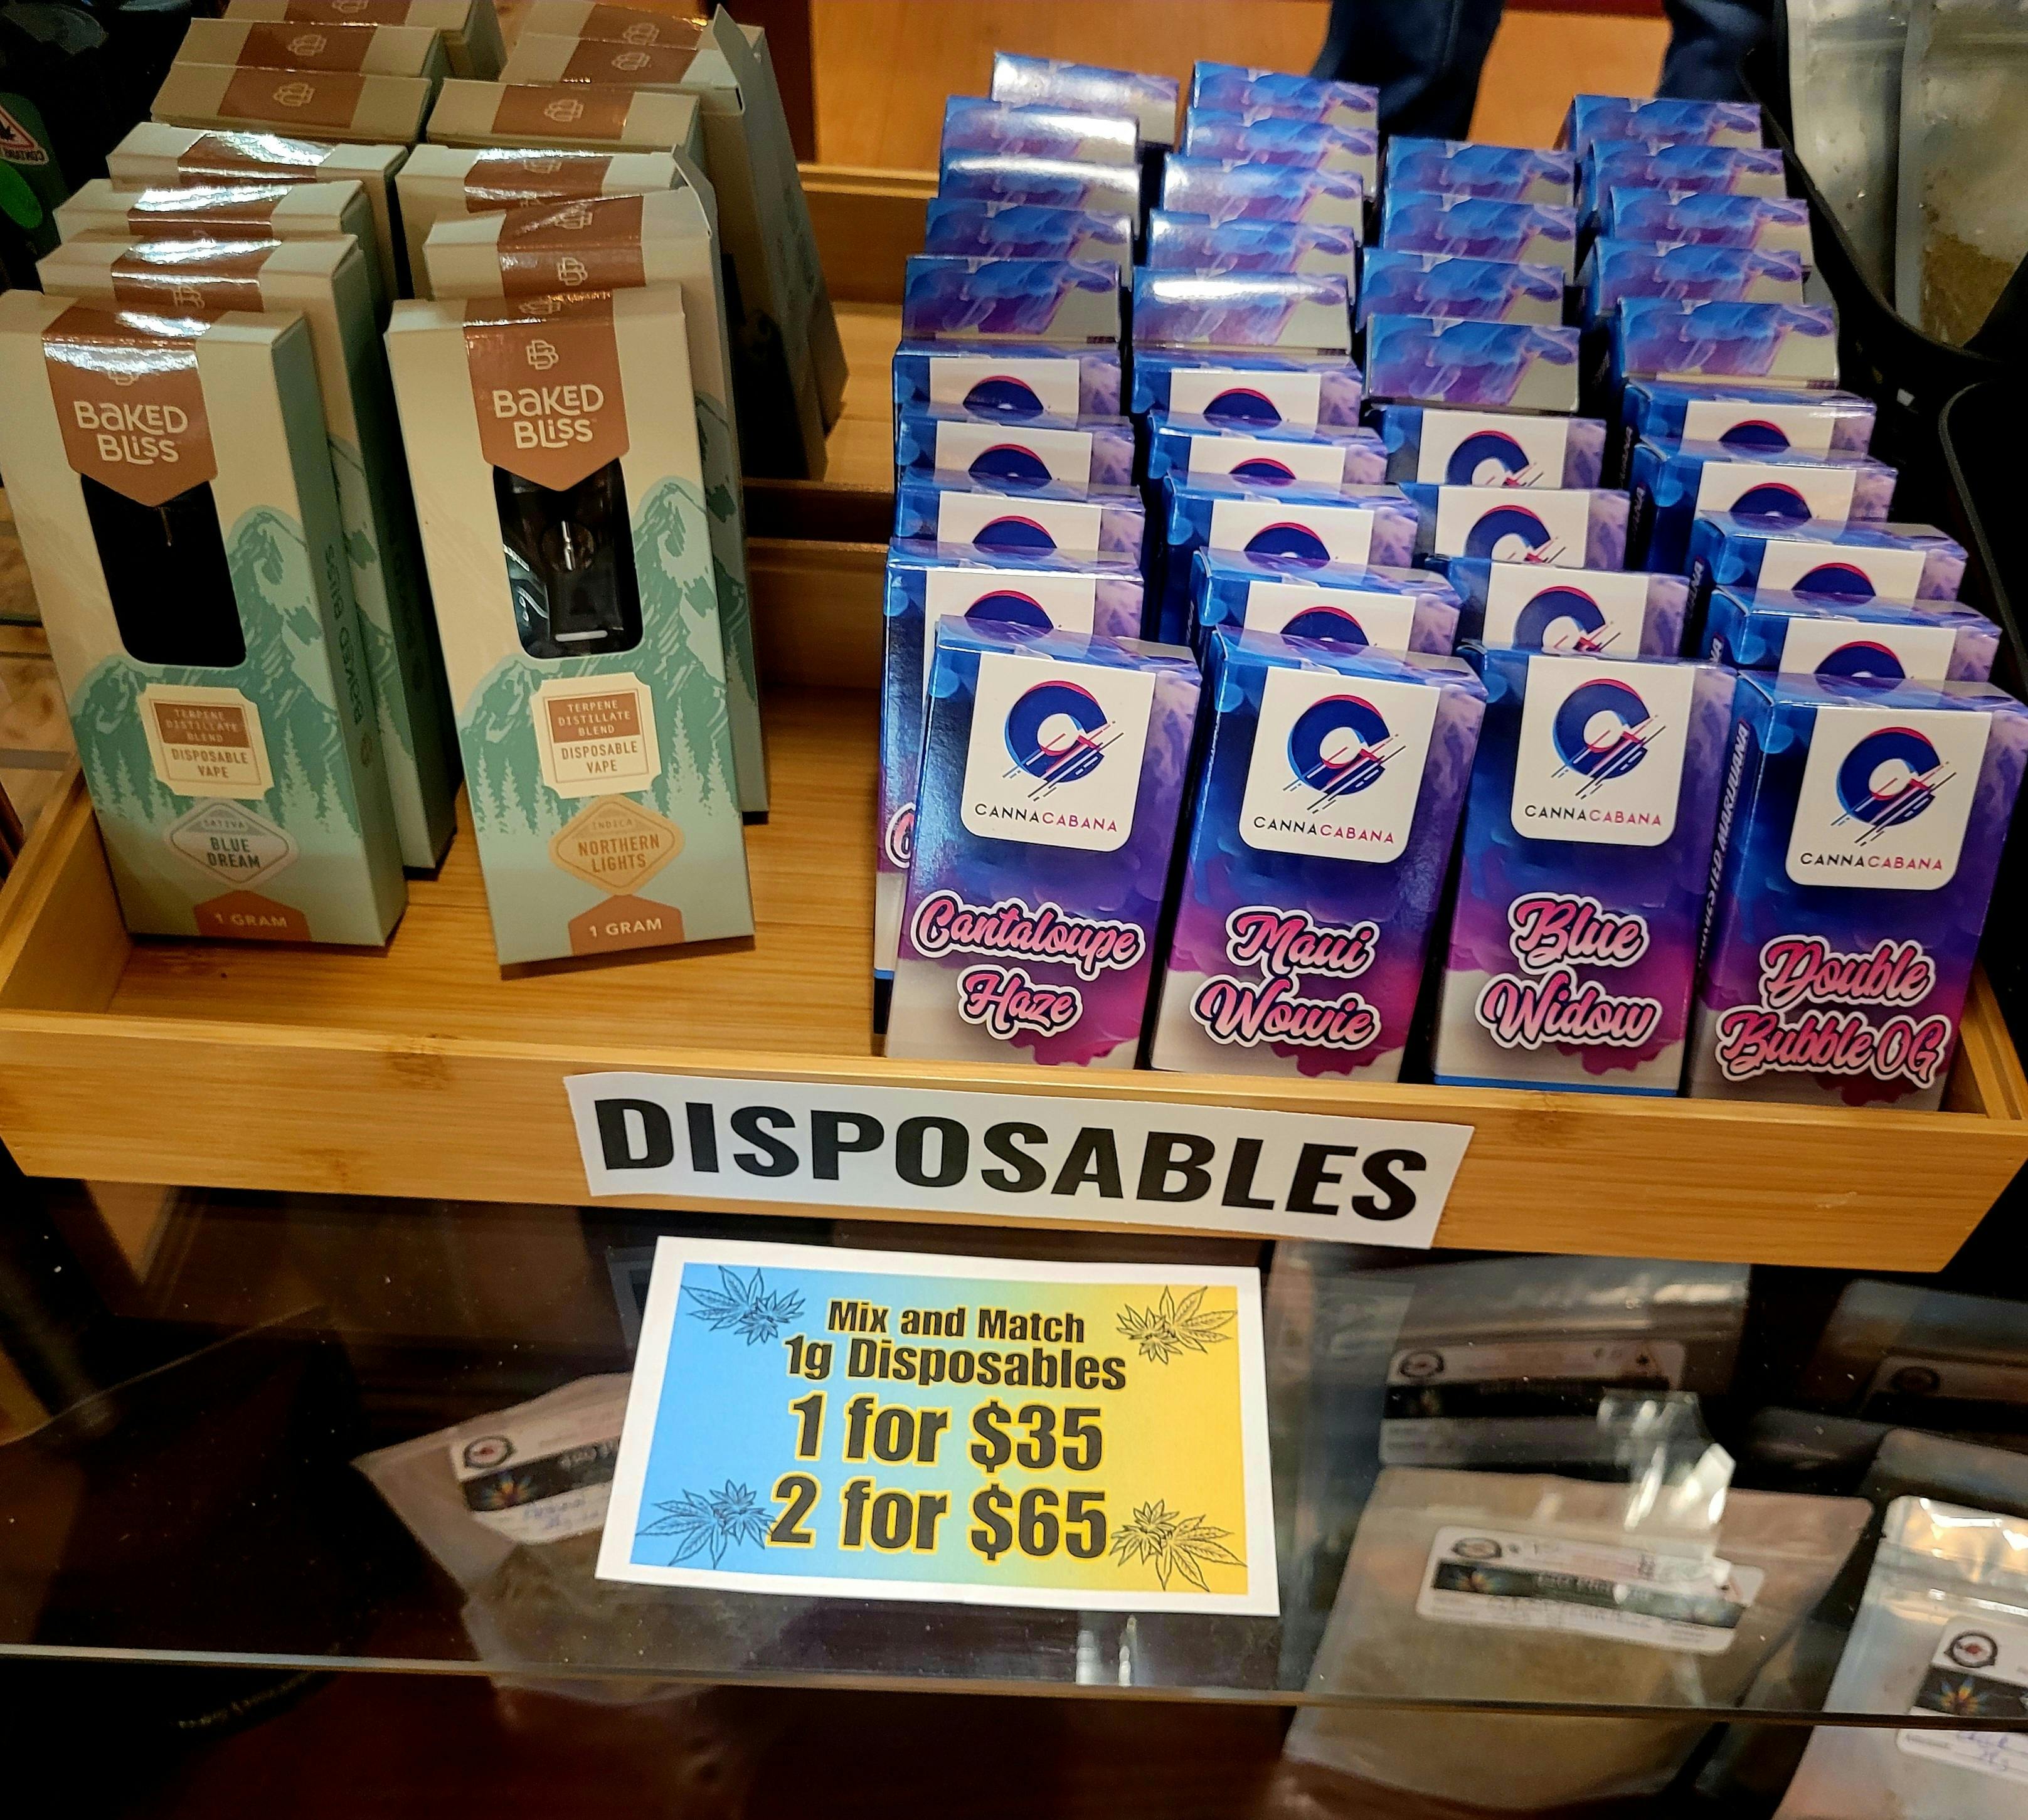 BAKED
BLISS
TERPENE
DISTILLATE
BLEND
DISPOSABLE
VAPE
SATIVA
BLUE
DREAM
1 GRAM
BAKED
BLISS
TERPENE
DISTILLATE
BLEND
DISPOSABLE
VAPE
INDICA
NORTHERN
LIGHTS
1 GRAM
CANNACABANA
Cantaloupe
Haze
CANNACABANA
Maui
Wowie
CANNACABANA
Blue
Widow
CANNACABANA
Double
Bubble OG
DISPOSABLES
Mix and Match
1g Disposables
1 for $35
2 for $65